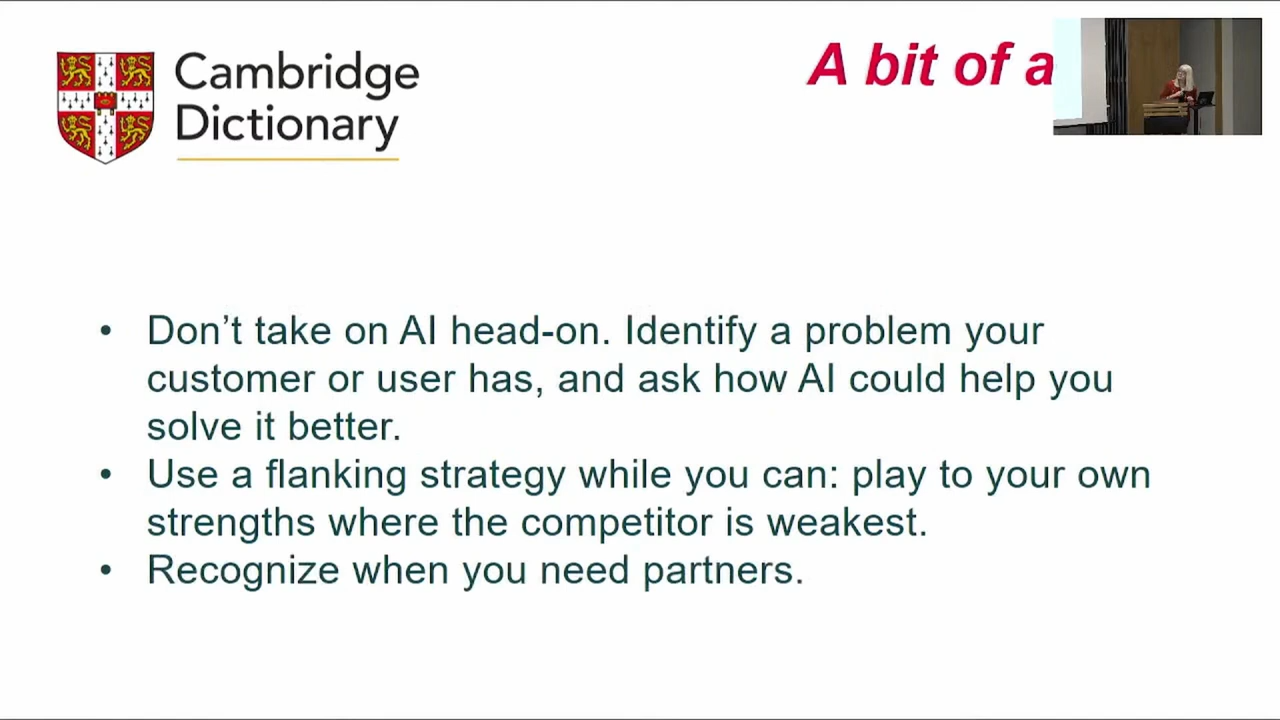 Cambridge
Dictionary
A bit of a
• Don't take on AI head-on. Identify a problem your
customer or user has, and ask how AI could help you
solve it better.
• Use a flanking strategy while you can: play to your own
strengths where the competitor is weakest.
• Recognize when you need partners.